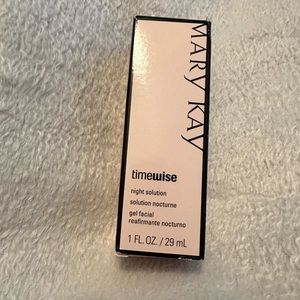 MARY KAY
timewise
night solution
solution nocturne
gel facial
reafirmante nocturno
1 FL. OZ. / 29 mL